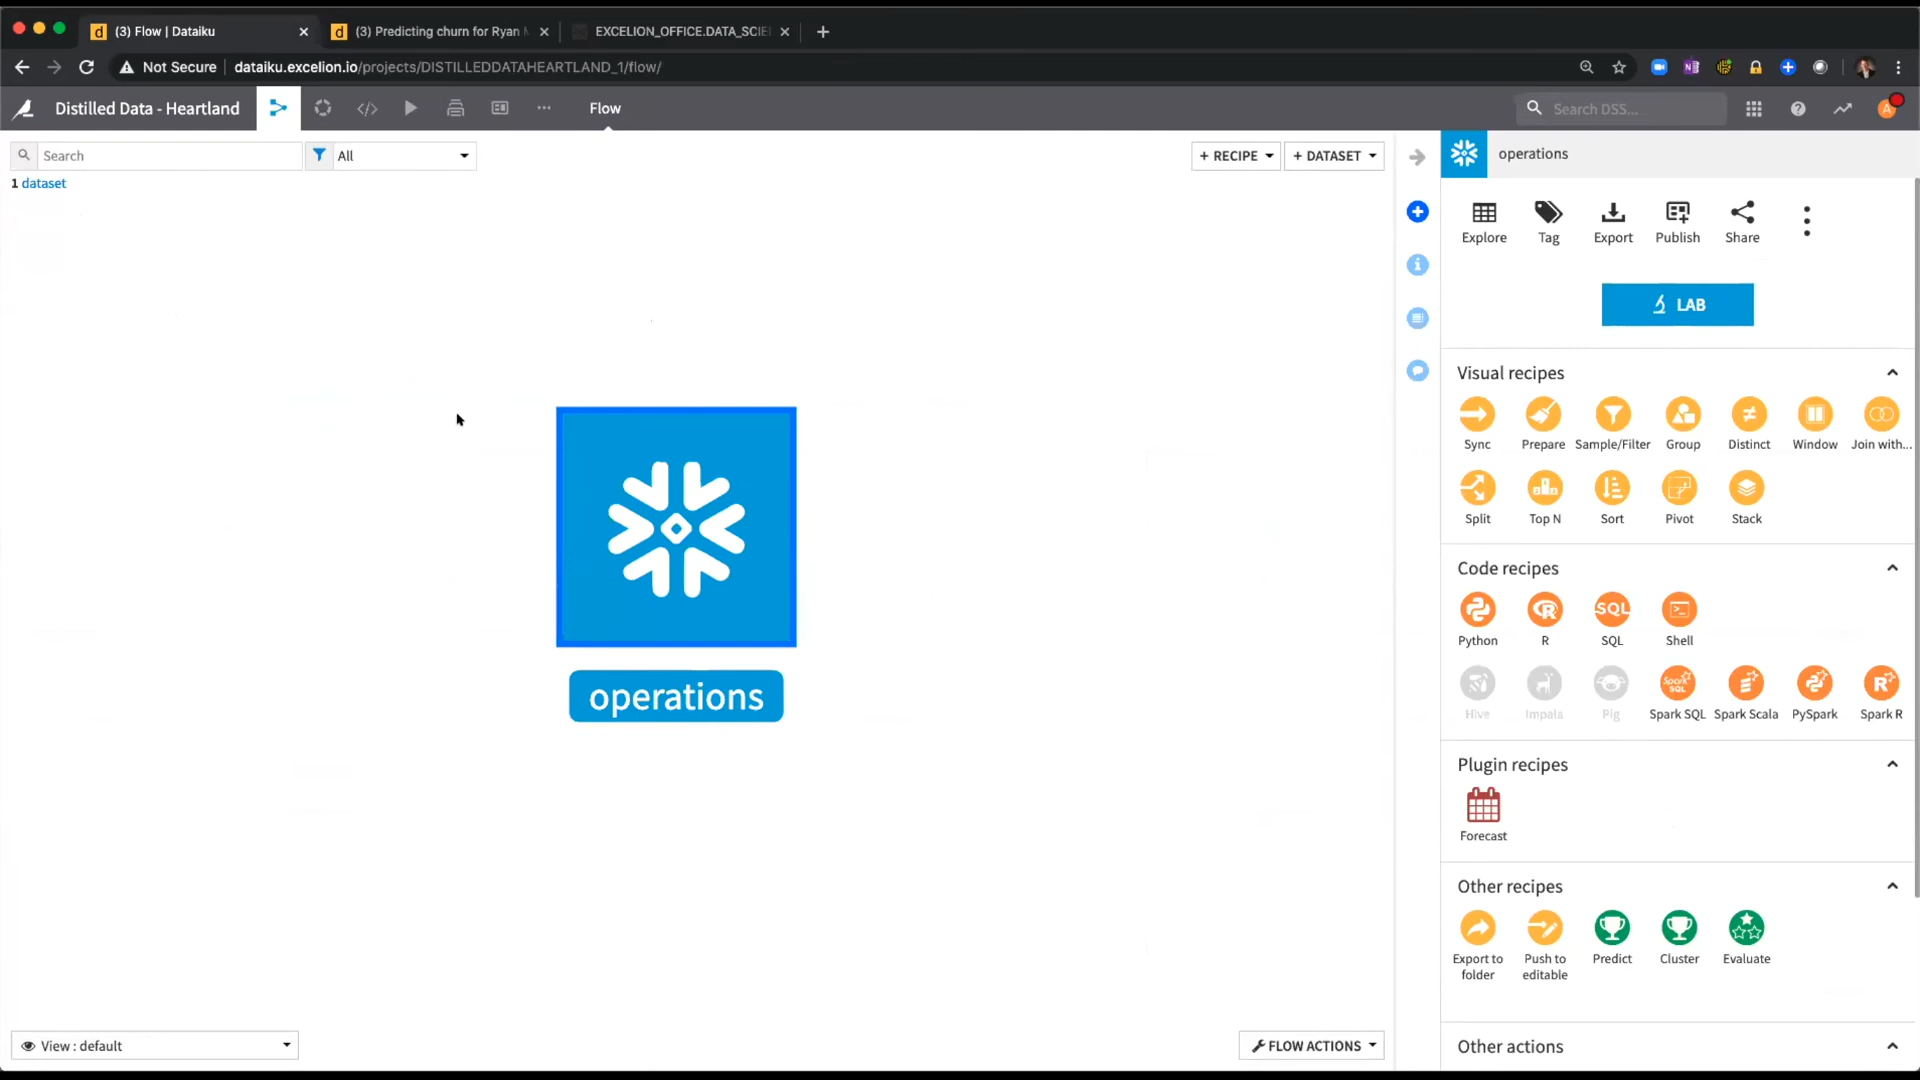 (3) Flow | Dataiku
(3) Predicting churn for Ryan
EXCELION_OFFICE.DATA_SCIE
Not Secure
dataiku.excelion.io/projects/DISTILLEDDATAHEARTLAND_1/flow/
Distilled Data - Heartland
Flow
Search DSS...
A
Search
All
+ RECIPE
+ DATASET
1 dataset
operations
operations
Explore
Tag
Export
Publish
Share
LAB
Visual recipes
Sync
Prepare
Sample/Filter
Group
Distinct
Window
Join with...
Split
Top N
Sort
Pivot
Stack
Code recipes
SQL
Python
R
SQL
Shell
Spark SQL
Hive
Impala
Pig
Spark SQL
Spark Scala
PySpark
Spark R
Plugin recipes
Forecast
Other recipes
Export to folder
Push to editable
Predict
Cluster
Evaluate
Other actions
View : default
FLOW ACTIONS